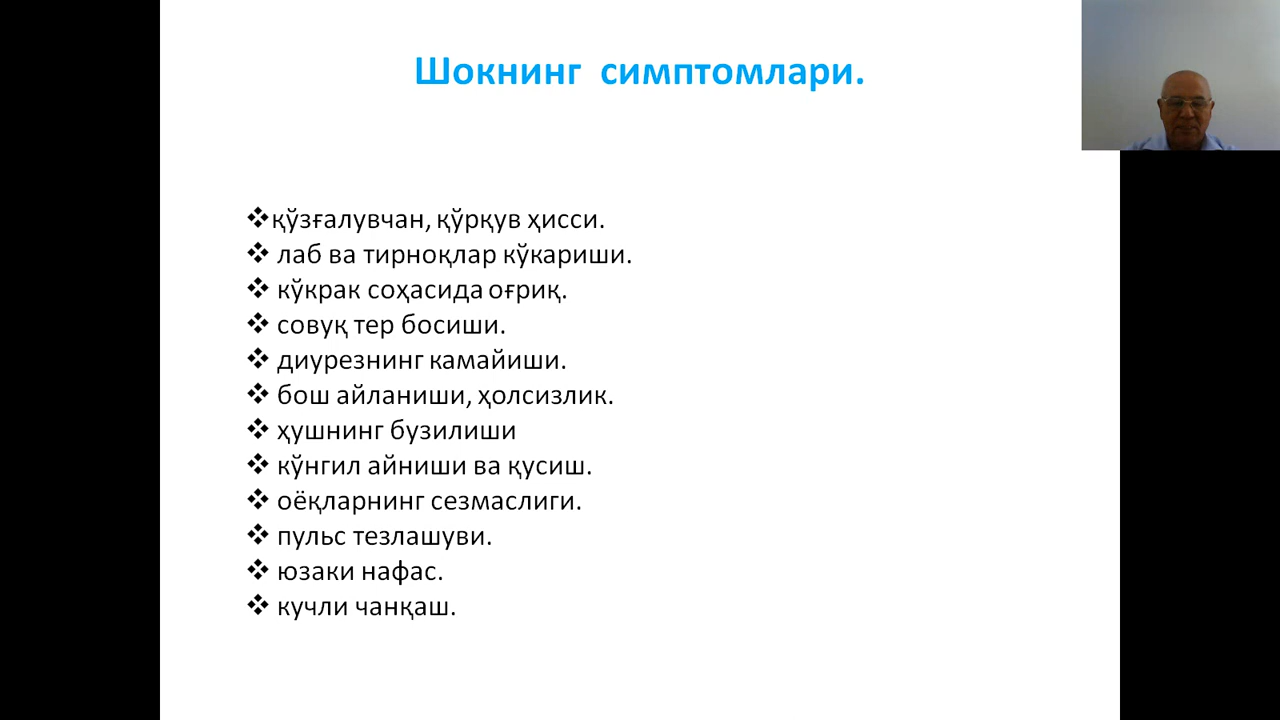 Шокнинг симптомлари.
❖қўзғалувчан, қўрқув ҳисси.
❖ лаб ва тирноқлар кўкариши.
❖ кўкрак соҳасида оғриқ.
❖ совуқ тер босиши.
❖ диурезнинг камайиши.
❖ бош айланиши, ҳолсизлик.
❖ ҳушнинг бузилиши
❖ кўнгил айниши ва қусиш.
❖ оёқларнинг сезмаслиги.
❖ пульс тезлашуви.
❖ юзаки нафас.
❖ кучли чанқаш.